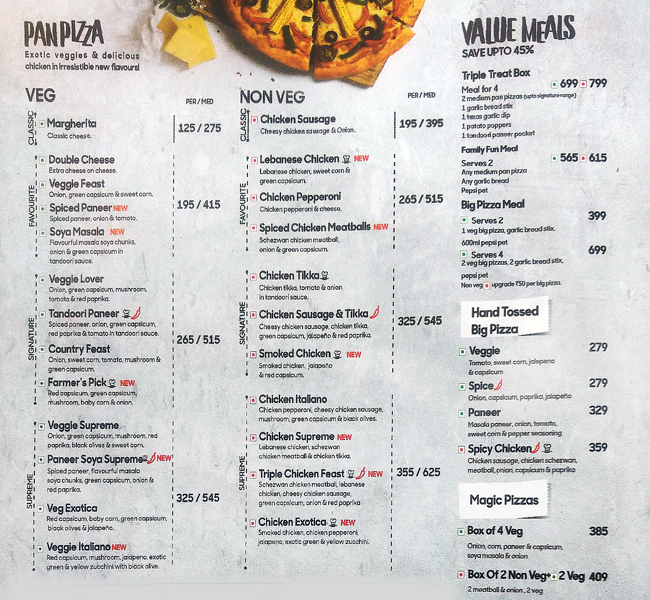 PAN PIZZA
Exotic veggies & delicious
chicken in irresistible new flavours!
VEG
PER / MED
CLASSIC
Margherita
Classic cheese.
125 / 275
FAVOURITE
Double Cheese
Extra cheese on cheese.
Veggie Feast
Onion, green capsicum & sweet corn.
Spiced Paneer NEW
Spiced paneer, onion & tomato.
195 / 415
Soya Masala NEW
Flavourful masala soya chunks,
onion & green capsicum in
tandoori sauce.
SIGNATURE
Veggie Lover
Onion, green capsicum, mushroom,
tomato & red paprika.
Tandoori Paneer
Spiced paneer, onion, green capsicum,
red paprika & tomato in tandoori sauce.
265 / 515
Country Feast
Onion, sweet corn, tomato, mushroom &
green capsicum.
Farmer's Pick NEW
Onion, green capsicum, red capsicum,
mushroom, baby corn & onion.
SUPREME
Veggie Supreme
Onion, green capsicum, mushroom, red
paprika, black olives & sweet corn.
Paneer Soya Supreme NEW
Spiced paneer, flavourful masala
soya chunks, green capsicum, onion &
red paprika.
325 / 545
Veg Exotica
Red capsicum, baby corn, green capsicum,
black olives & jalapeño.
Veggie Italiano NEW
Red capsicum, mushroom, jalapeno, exotic
green & yellow zucchini with black olive.
NON VEG
PER / MED
CLASSIC
Chicken Sausage
Cheesy chicken sausage & Onion.
195 / 395
FAVOURITE
Lebanese Chicken NEW
Lebanese chicken, sweet corn &
green capsicum.
Chicken Pepperoni
Chicken pepperoni & cheese.
265 / 515
Spiced Chicken Meatballs NEW
Schezwan chicken meatball,
onion & green capsicum.
SIGNATURE
Chicken Tikka
Chicken tikka, tomato & onion
in tandoori sauce.
Chicken Sausage & Tikka
Cheesy chicken sausage, chicken tikka,
green capsicum, jalapeño & red paprika.
325 / 545
Smoked Chicken NEW
Smoked chicken, jalapeño
& red capsicum.
SUPREME
Chicken Italiano
Chicken pepperoni, cheesy chicken sausage,
mushroom, green capsicum & black olives.
Chicken Supreme NEW
Lebanese chicken, schezwan
chicken meatball & chicken tikka.
Triple Chicken Feast NEW
Schezwan chicken meatball, lebanese
chicken, cheesy chicken sausage,
green capsicum, onion & red paprika
355 / 625
Chicken Exotica
Smoked chicken, chicken pepperoni,
jalapeño, exotic green & yellow zucchini.
VALUE MEALS
SAVE UPTO 45%
Triple Treat Box
Meal for 4
699 799
2 medium pan pizzas (upto signature range)
1 garlic bread stix
1 texas garlic dip
1 potato poppers
1 tandoori paneer pocket
Family Fun Meal
Serves 2
565 615
Any medium pan pizza
Any garlic bread
Pepsi pet
Big Pizza Meal
Serves 2 399
1 veg big pizza, garlic bread stix,
600ml pepsi pet
Serves 4 699
2 veg big pizzas, 2 garlic bread stix,
pepsi pet
Non veg upgrade ₹50 per big pizza.
Hand Tossed
Big Pizza
Veggie 279
Tomato, sweet corn, jalepeno
& capsicum
Spice 279
Onion, capsicum, paprika, jalapeño
Paneer 329
Masala paneer, onion, tomato,
sweet corn & pepper seasoning
Spicy Chicken 359
Chicken sausage, chicken schezwan,
meatball, onion, capsicum & paprika
Magic Pizzas
Box of 4 Veg 385
Onion, corn, paneer & capsicum,
soya masala & onion
Box Of 2 Non Veg+ 2 Veg 409
2 meatball & onion, 2 veg